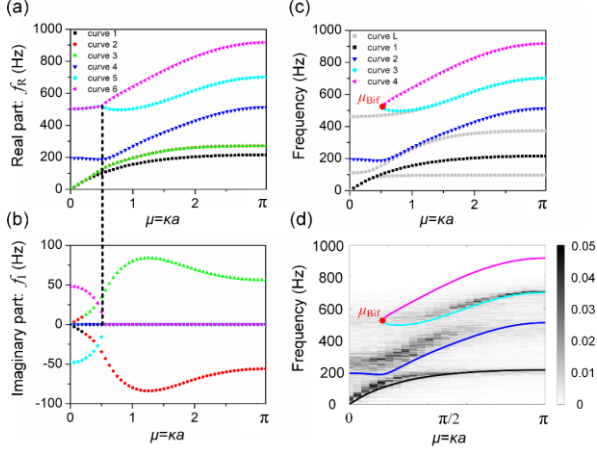 (a)
1000
800
600
400
200
0
Real part: fR (Hz)
curve 1
curve 2
curve 3
curve 4
curve 5
curve 6
0
1
2
π
μ=κa
(b)
100
50
0
-50
-100
Imaginary part: fI (Hz)
0
1
2
π
μ=κa
(c)
1000
800
600
400
200
0
Frequency (Hz)
curve L
curve 1
curve 2
curve 3
curve 4
μBif
0
1
2
π
μ=κa
(d)
1000
800
600
400
200
0
Frequency (Hz)
μBif
0
π/2
π
μ=κa
0.05
0.04
0.03
0.02
0.01
0